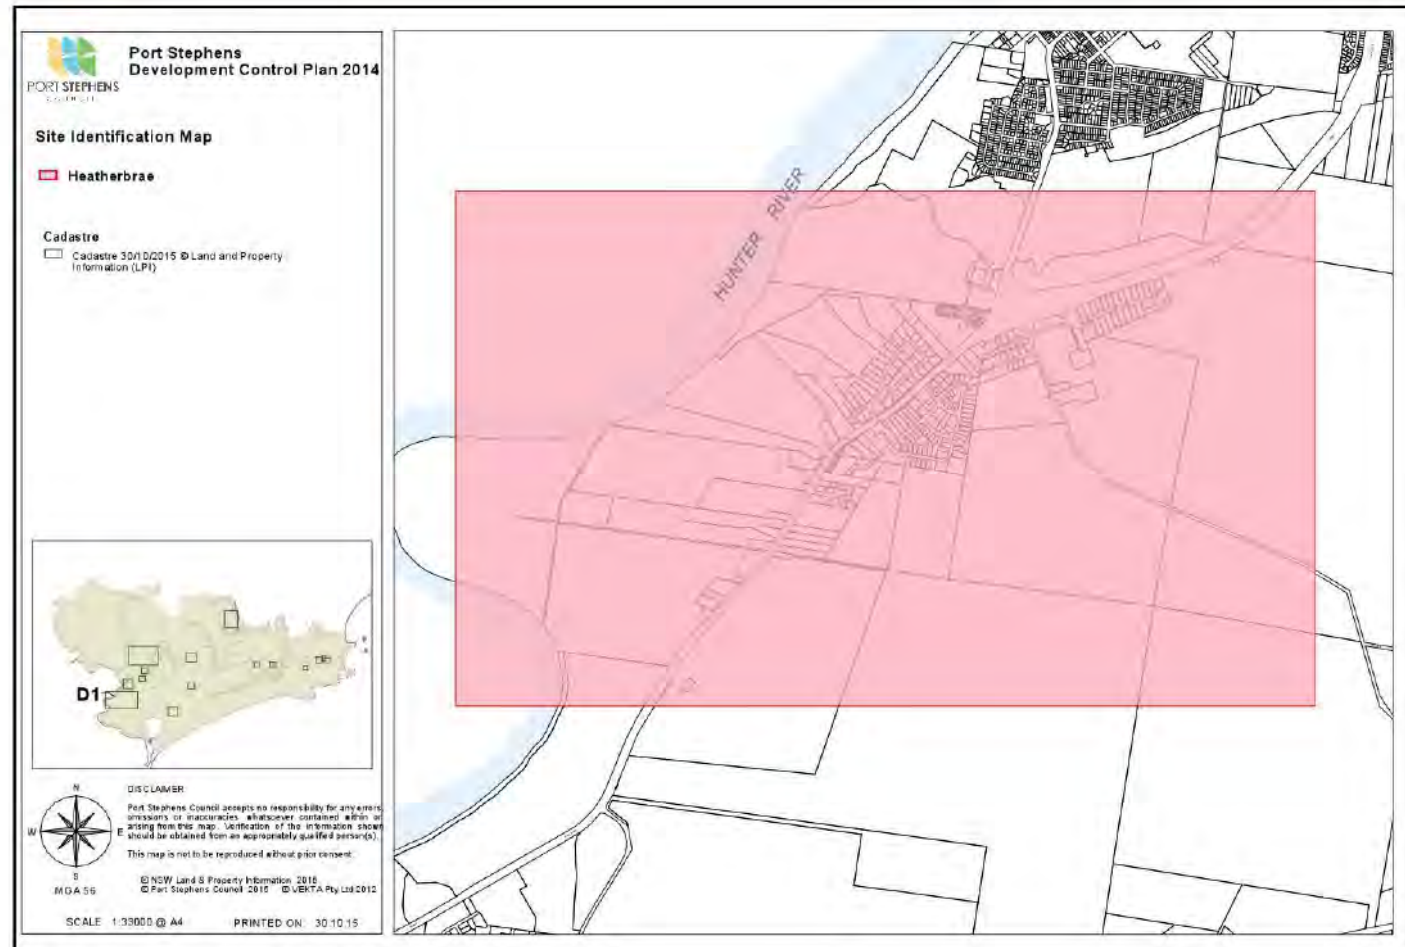 Port Stephens
Development Control Plan 2014
PORT STEPHENS
COUNCIL
Site Identification Map
Heatherbrae
Cadastre
Cadastre 30/10/2015 © Land and Property
Information (LPI)
HUNTER RIVER
D1
N
W
E
S
MGA 56
DISCLAIMER
Port Stephens Council accepts no responsibility for any errors,
omissions or inaccuracies whatsoever contained within or
arising from this map. Verification of the information shown
should be obtained from an appropriately qualified person(s).
This map is not to be reproduced without prior consent.
© NSW Land & Property Information 2015
© Port Stephens Council 2015 © VEKTA Pty Ltd 2012
SCALE 1:33000 @ A4
PRINTED ON: 30.10.15